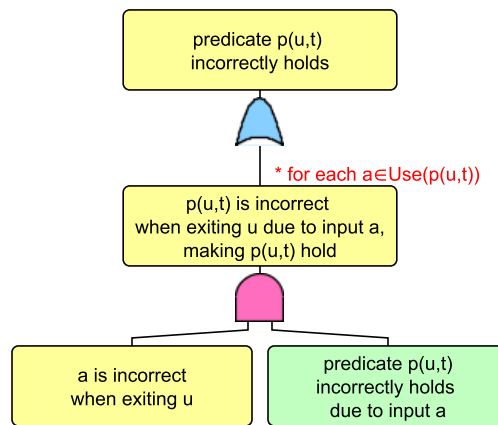 predicate p(u,t)
incorrectly holds
* for each a∈Use(p(u,t))
p(u,t) is incorrect
when exiting u due to input a,
making p(u,t) hold
a is incorrect
when exiting u
predicate p(u,t)
incorrectly holds
due to input a